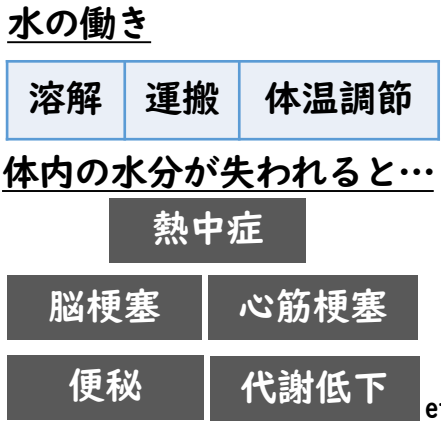 水の働き
溶解 運搬 体温調節
体内の水分が失われると…
熱中症
脳梗塞 心筋梗塞
便秘 代謝低下